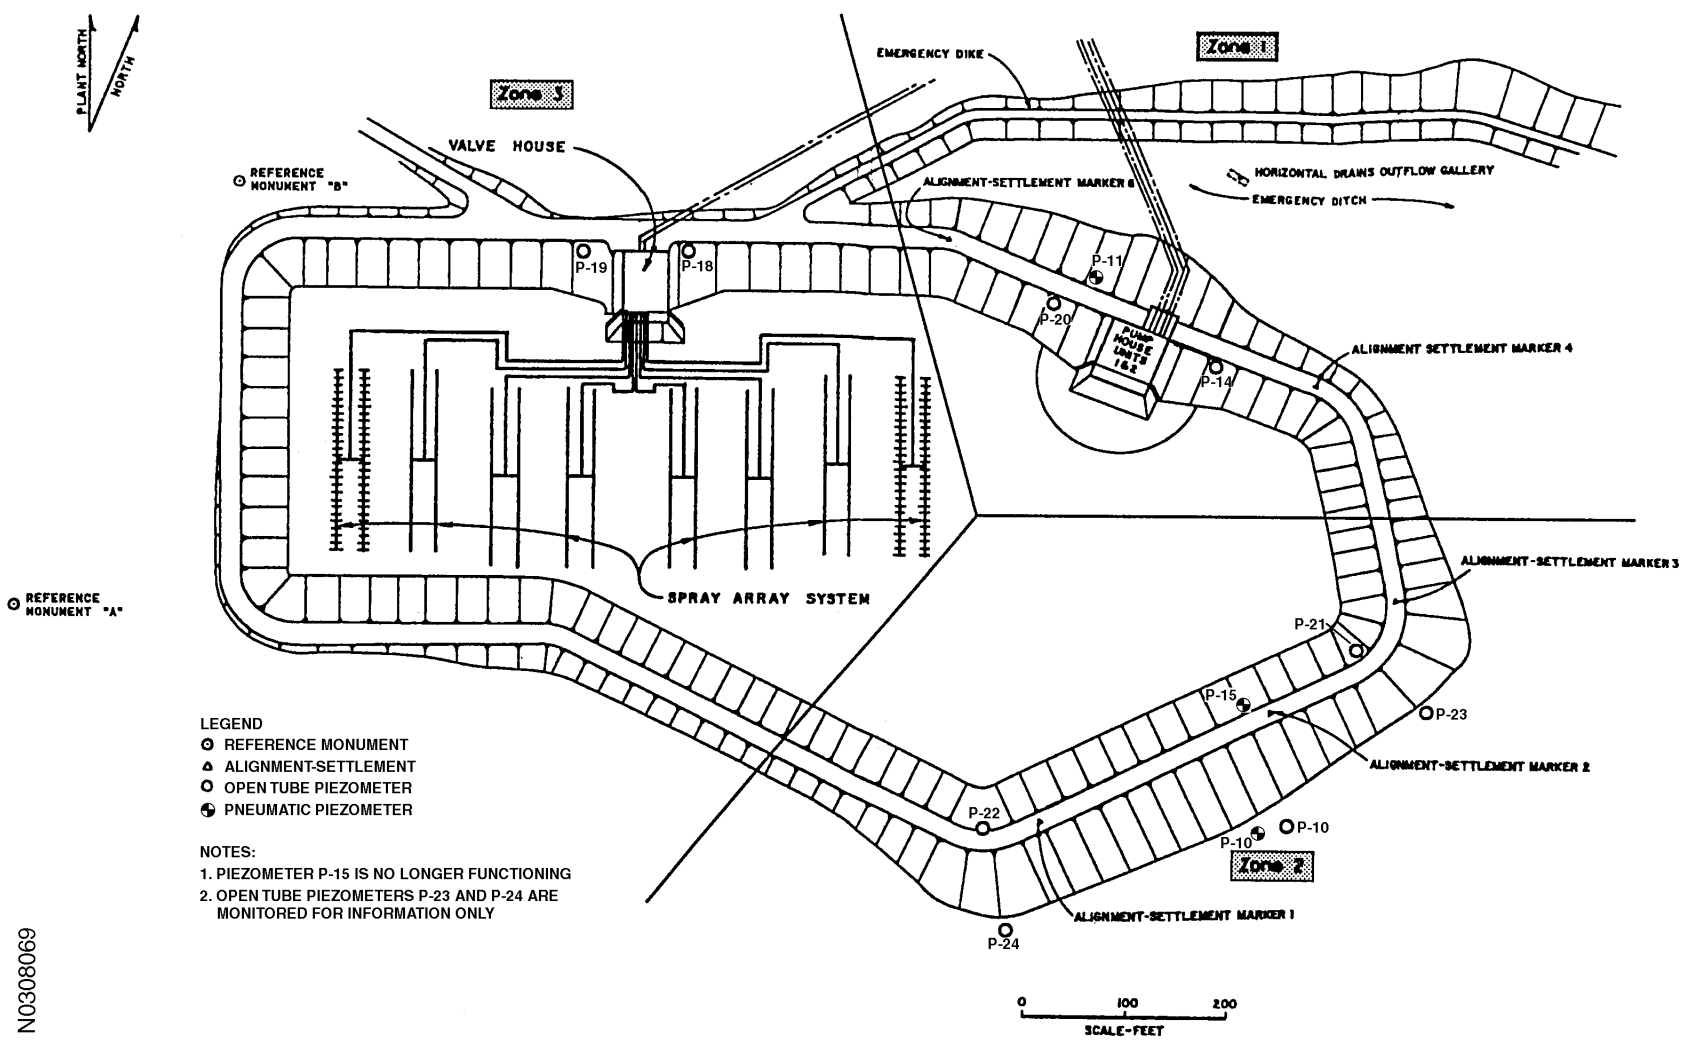 PLANT NORTH
NORTH
Zone 3
Zone 1
EMERGENCY DIKE
VALVE HOUSE
REFERENCE
MONUMENT "B"
HORIZONTAL DRAINS OUTFLOW GALLERY
EMERGENCY DITCH
ALIGNMENT-SETTLEMENT MARKER 6
P-19
P-18
P-11
P-20
PUMP
HOUSE
UNITS
1&2
P-14
ALIGNMENT SETTLEMENT MARKER 4
ALIGNMENT-SETTLEMENT MARKER 3
REFERENCE
MONUMENT "A"
SPRAY ARRAY SYSTEM
P-21
P-15
P-23
ALIGNMENT-SETTLEMENT MARKER 2
LEGEND
REFERENCE MONUMENT
ALIGNMENT-SETTLEMENT
OPEN TUBE PIEZOMETER
PNEUMATIC PIEZOMETER
P-22
P-10
P-10
Zone 2
NOTES:
1. PIEZOMETER P-15 IS NO LONGER FUNCTIONING
2. OPEN TUBE PIEZOMETERS P-23 AND P-24 ARE
MONITORED FOR INFORMATION ONLY
ALIGNMENT-SETTLEMENT MARKER 1
P-24
0 100 200
SCALE-FEET
N0308069